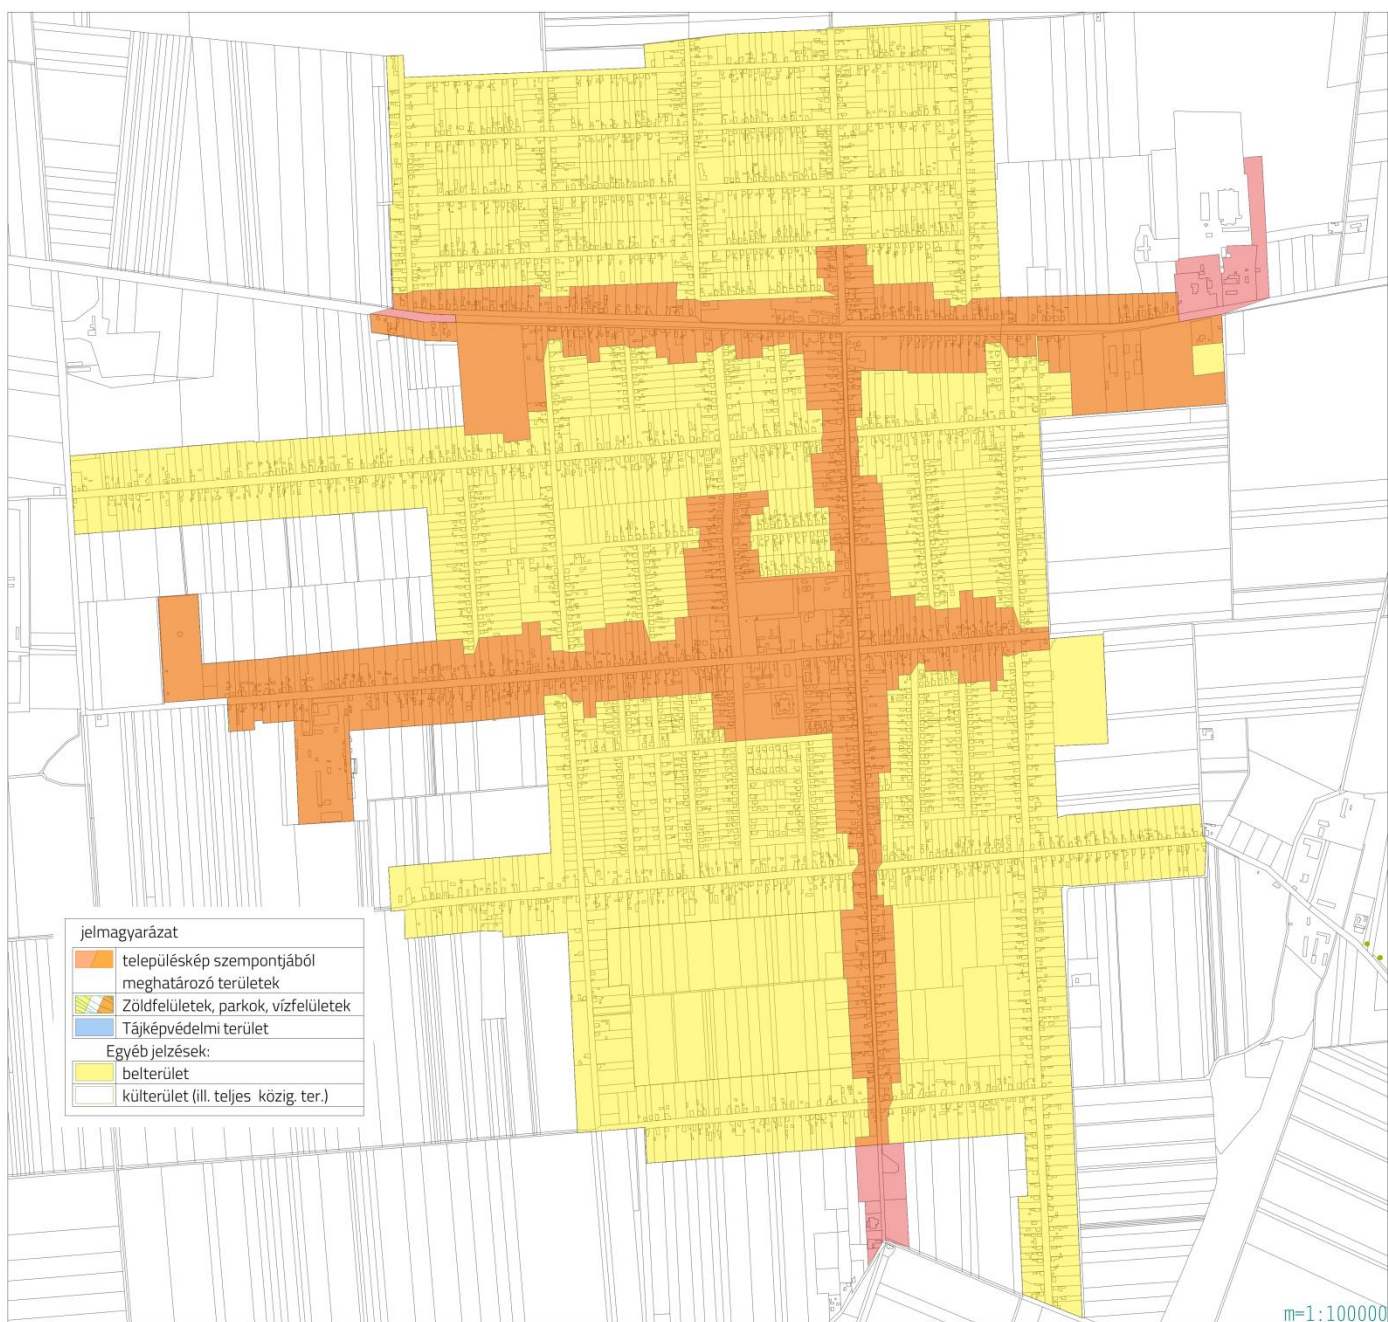 jelmagyarázat
településkép szempontjából
meghatározó területek
Zöldfelületek, parkok, vízfelületek
Tájképvédelmi terület
Egyéb jelzések:
belterület
külterület (ill. teljes közig. ter.)
m=1:100000